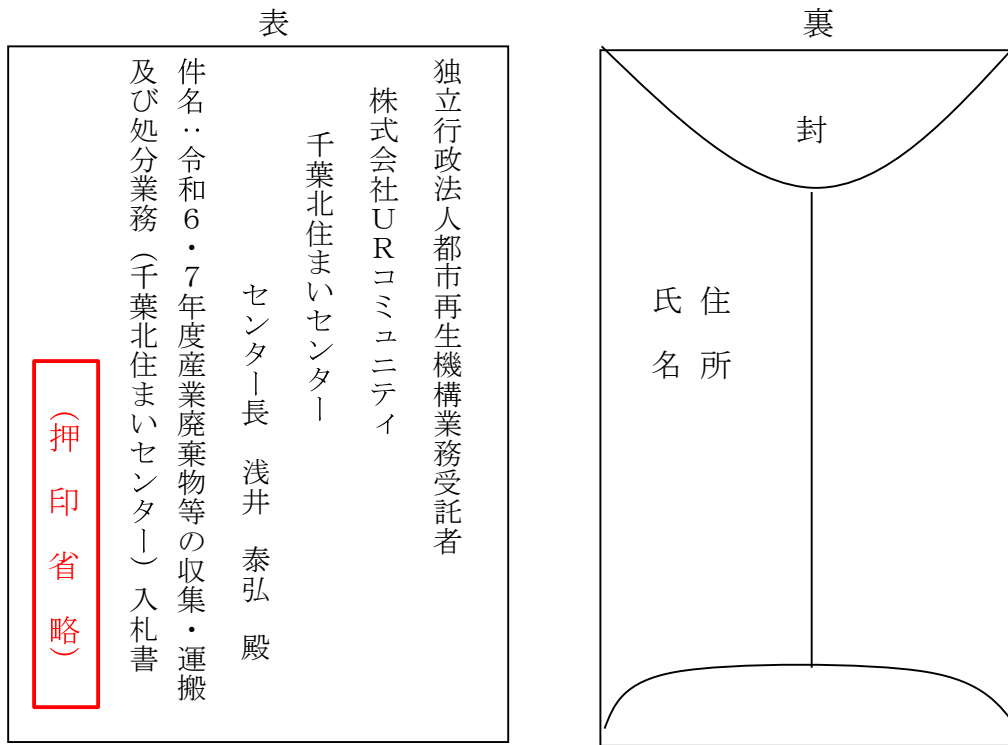 表
独立行政法人都市再生機構業務受託者
株式会社ＵＲコミュニティ
千葉北住まいセンター
センター長　浅井　泰弘　殿
件名：令和６・７年度産業廃棄物等の収集・運搬
及び処分業務（千葉北住まいセンター）入札書
（押印省略）
裏
封
住所
氏名